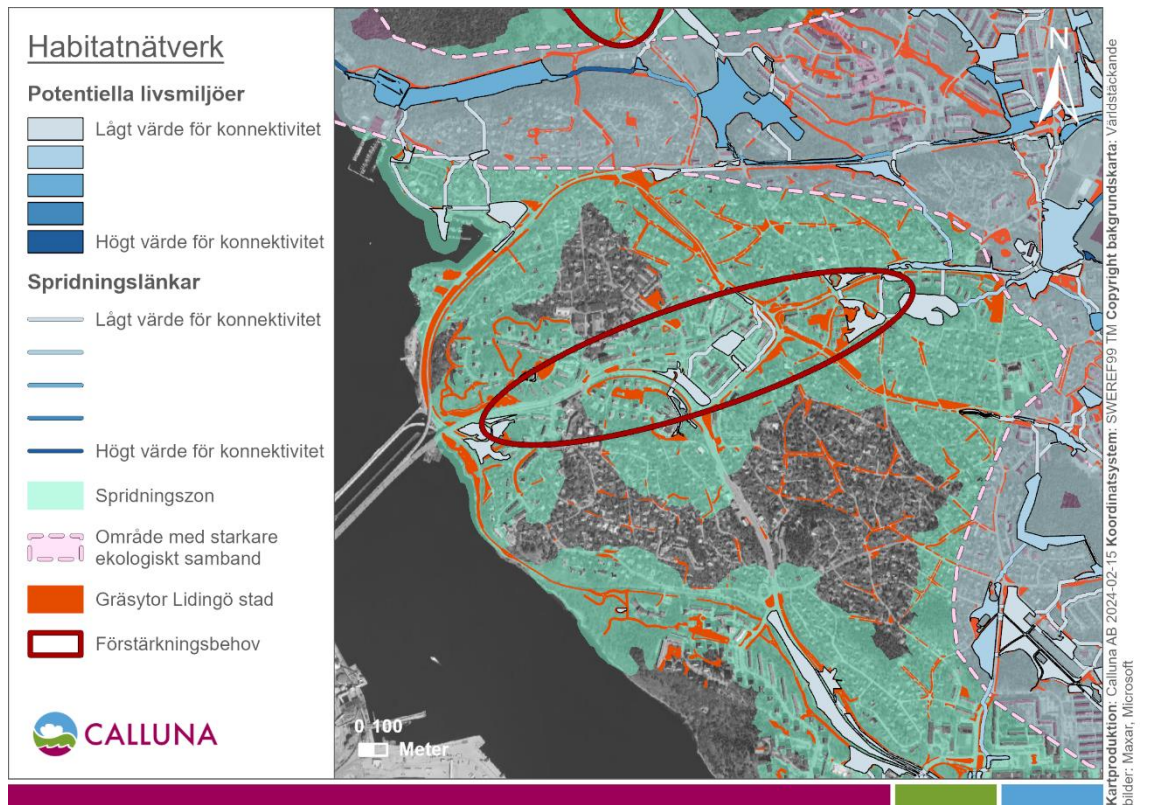 Habitatnätverk
Potentiella livsmiljöer
Lågt värde för konnektivitet
Högt värde för konnektivitet
Spridningslänkar
Lågt värde för konnektivitet
Högt värde för konnektivitet
Spridningszon
Område med starkare
ekologiskt samband
Gräsytor Lidingö stad
Förstärkningsbehov
CALLUNA
N
0 100
Meter
Kartproduktion: Calluna AB 2024-02-15 Koordinatsystem: SWEREF99 TM Copyright bakgrundskarta: Världstäckande
bilder: Maxar, Microsoft